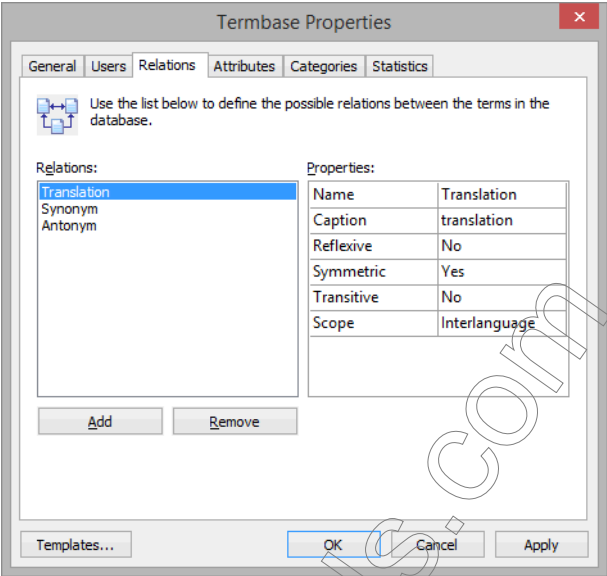 Termbase Properties
General Users Relations Attributes Categories Statistics
Use the list below to define the possible relations between the terms in the
database.
Relations:
Translation
Synonym
Antonym
Properties:
Name Translation
Caption translation
Reflexive No
Symmetric Yes
Transitive No
Scope Interlanguage
Add Remove
Templates... OK Cancel Apply
s.com